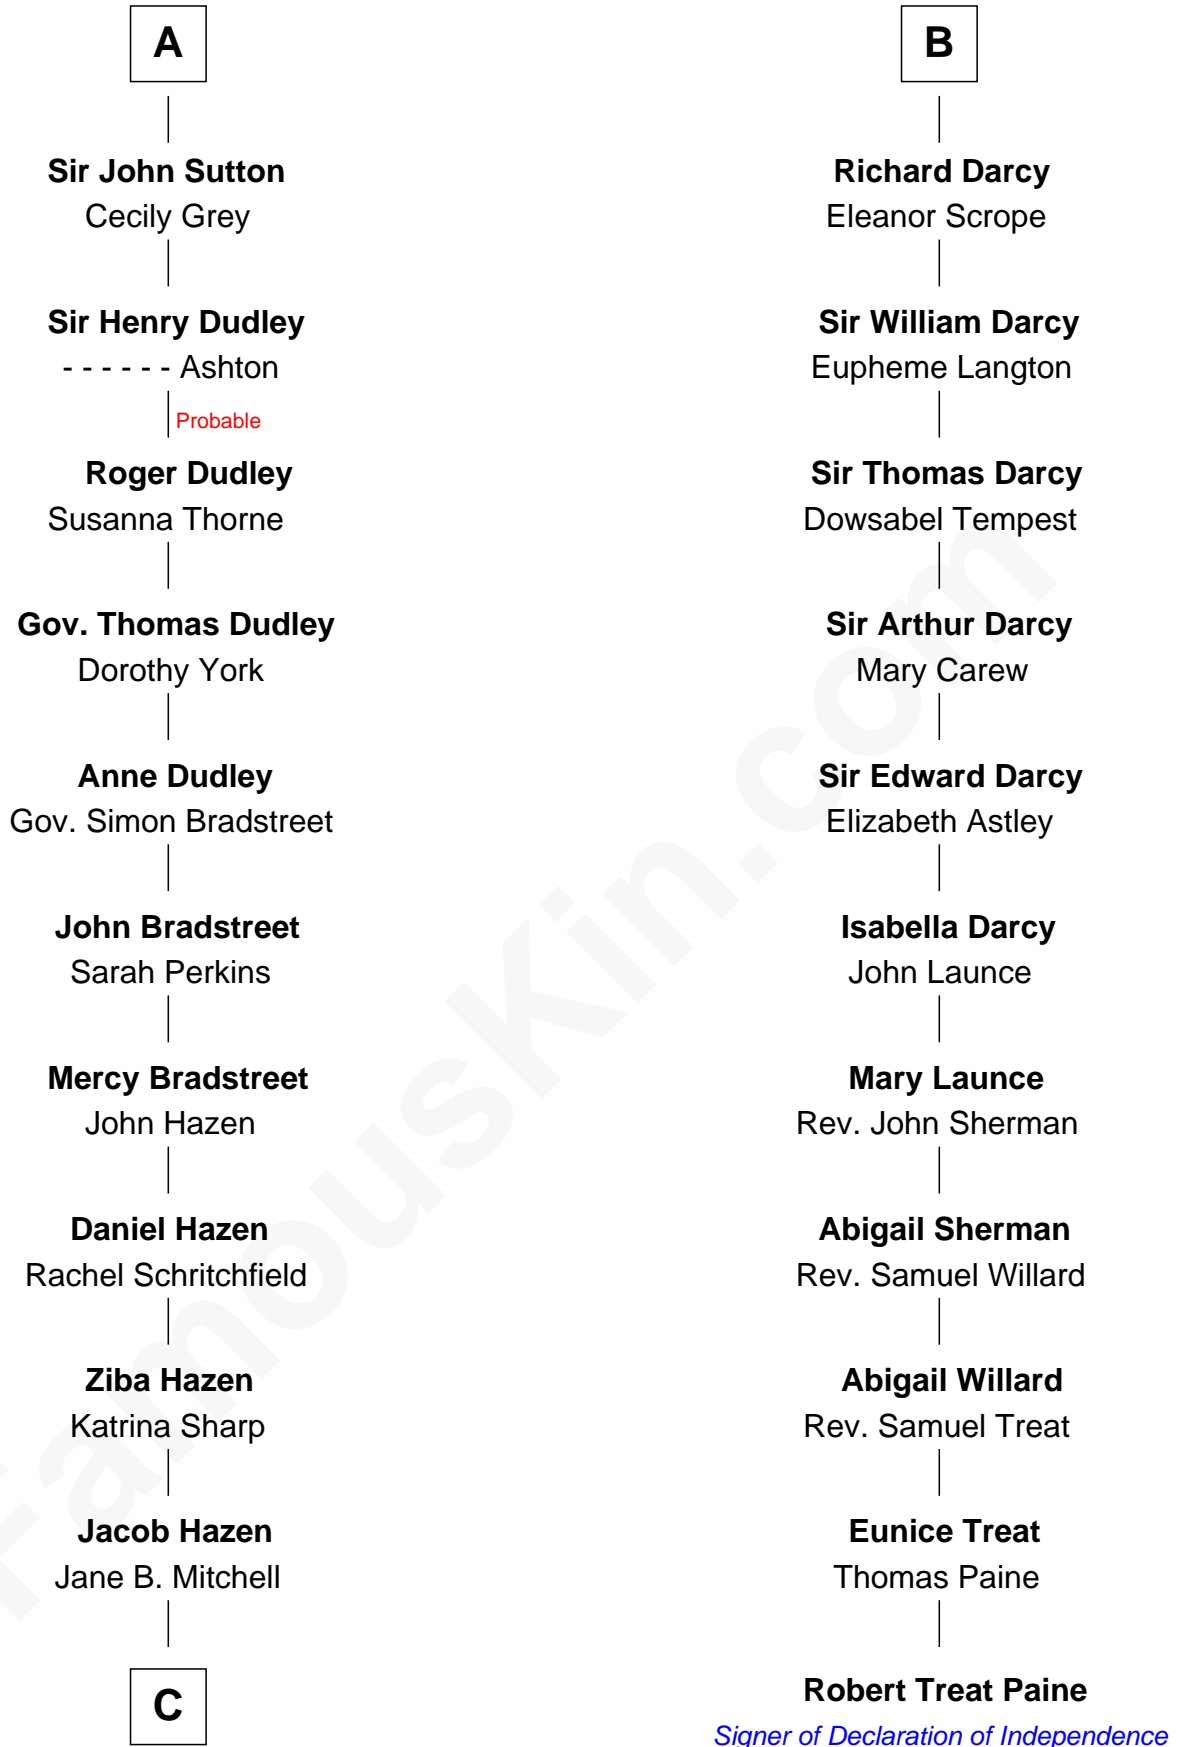 A
Sir John Sutton
Cecily Grey
Sir Henry Dudley
- - - - - - Ashton
Probable
Roger Dudley
Susanna Thorne
Gov. Thomas Dudley
Dorothy York
Anne Dudley
Gov. Simon Bradstreet
John Bradstreet
Sarah Perkins
Mercy Bradstreet
John Hazen
Daniel Hazen
Rachel Schritchfield
Ziba Hazen
Katrina Sharp
Jacob Hazen
Jane B. Mitchell
C
B
Richard Darcy
Eleanor Scrope
Sir William Darcy
Eupheme Langton
Sir Thomas Darcy
Dowsabel Tempest
Sir Arthur Darcy
Mary Carew
Sir Edward Darcy
Elizabeth Astley
Isabella Darcy
John Launce
Mary Launce
Rev. John Sherman
Abigail Sherman
Rev. Samuel Willard
Abigail Willard
Rev. Samuel Treat
Eunice Treat
Thomas Paine
Robert Treat Paine
Signer of Declaration of Independence
FamousKin.com